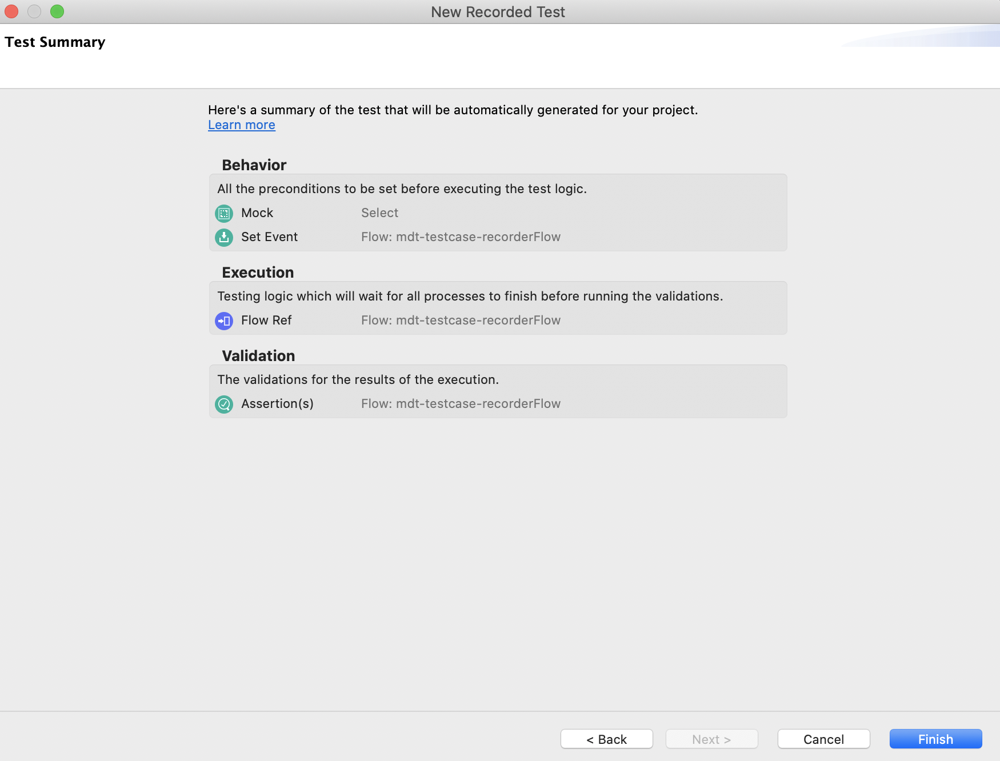 New Recorded Test
Test Summary
Here's a summary of the test that will be automatically generated for your project.
Learn more
Behavior
All the preconditions to be set before executing the test logic.
Mock Select
Set Event Flow: mdt-testcase-recorderFlow
Execution
Testing logic which will wait for all processes to finish before running the validations.
Flow Ref Flow: mdt-testcase-recorderFlow
Validation
The validations for the results of the execution.
Assertion(s) Flow: mdt-testcase-recorderFlow
< Back Next > Cancel Finish